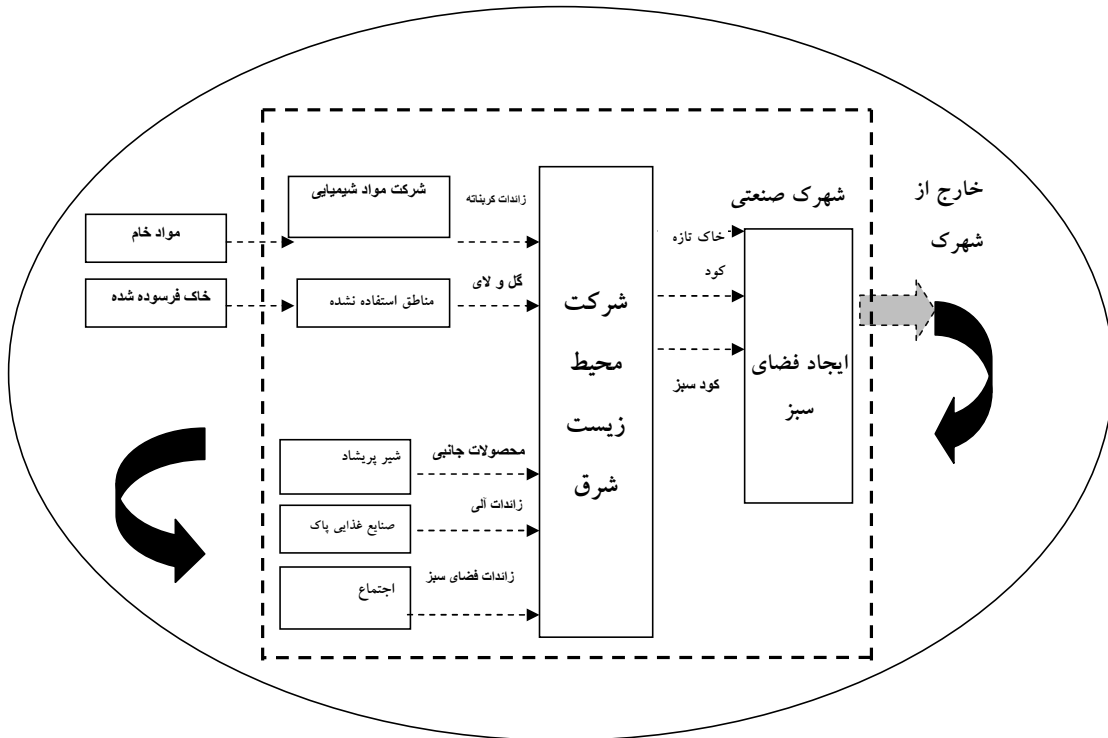 خارج از
شهرک
شهرک صنعتی
شرکت مواد شیمیایی
زائدات کربناته
مواد خام
خاک تازه
خاک فرسوده شده
مناطق استفاده نشده
گل و لای
کود
شرکت
محیط
زیست
شرق
ایجاد فضای
سبز
کود سبز
شیر پریشاد
محصولات جانبی
صنایع غذایی پاک
زائدات آلی
اجتماع
زائدات فضای سبز